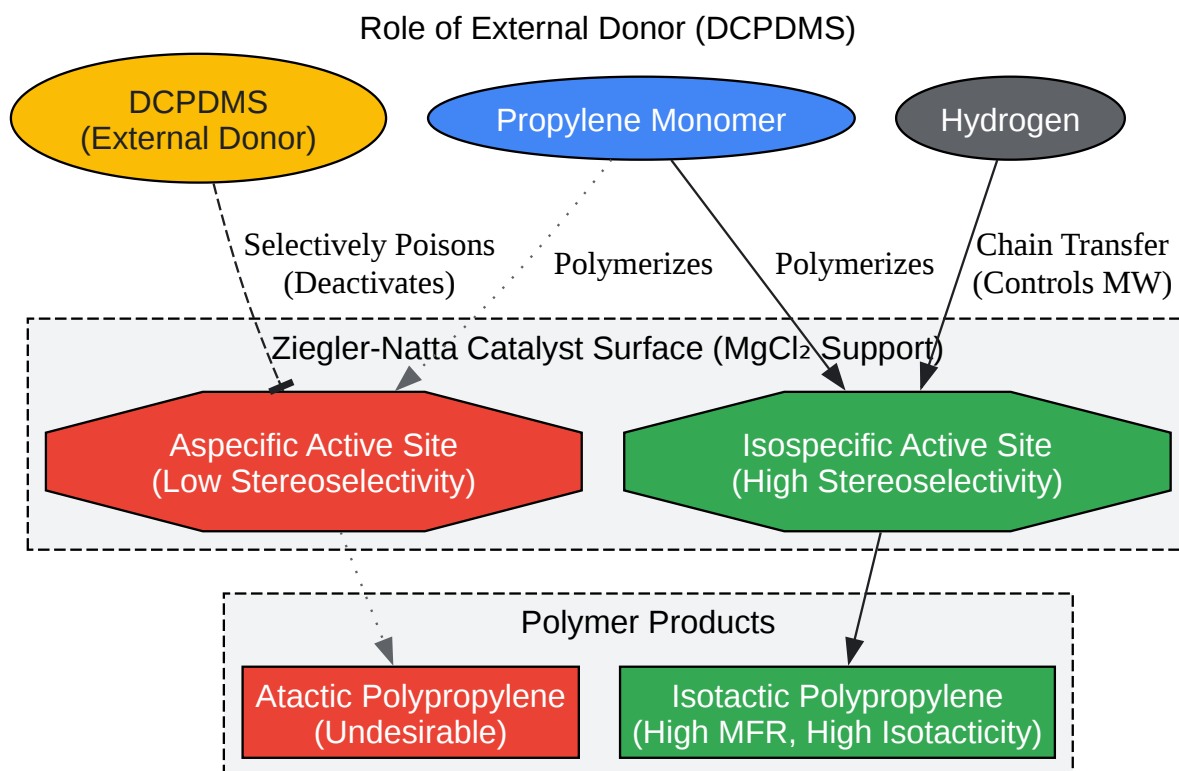 Role of External Donor (DCPDMS)
DCPDMS
(External Donor)
Propylene Monomer
Hydrogen
Selectively Poisons
(Deactivates)
Polymerizes
Polymerizes
Chain Transfer
(Controls MW)
Ziegler-Natta Catalyst Surface (MgCl₂ Support)
Aspecific Active Site
(Low Stereoselectivity)
Isospecific Active Site
(High Stereoselectivity)
Polymer Products
Atactic Polypropylene
(Undesirable)
Isotactic Polypropylene
(High MFR, High Isotacticity)